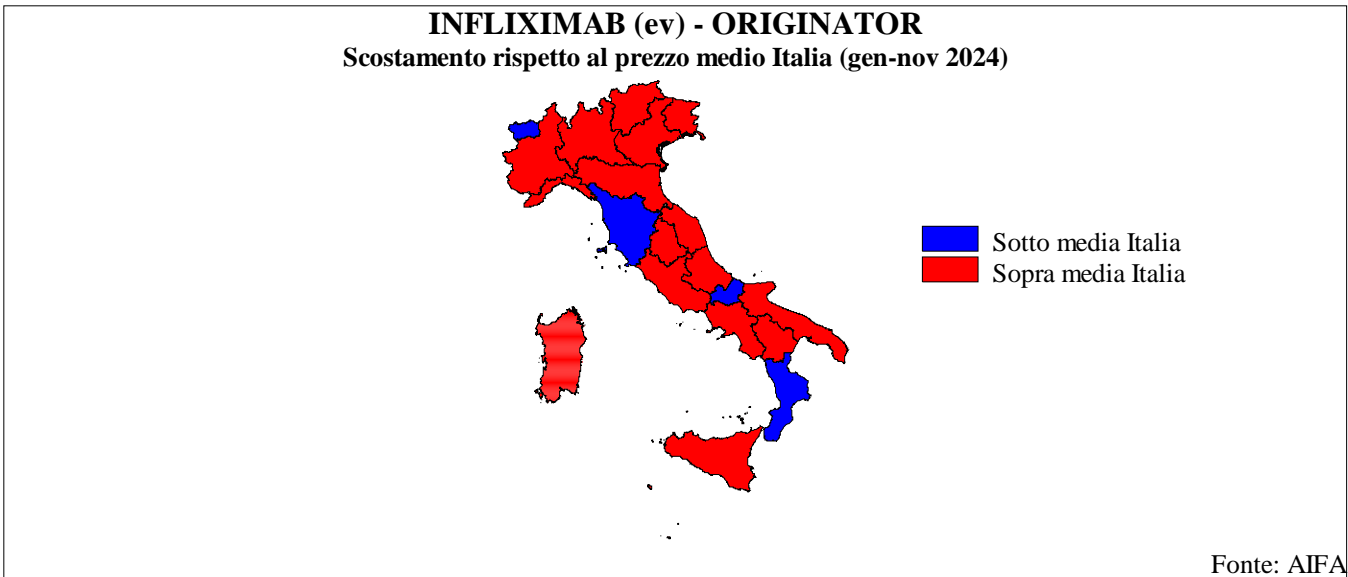 INFLIXIMAB (ev) - ORIGINATOR
Scostamento rispetto al prezzo medio Italia (gen-nov 2024)
Sotto media Italia
Sopra media Italia
Fonte: AIFA